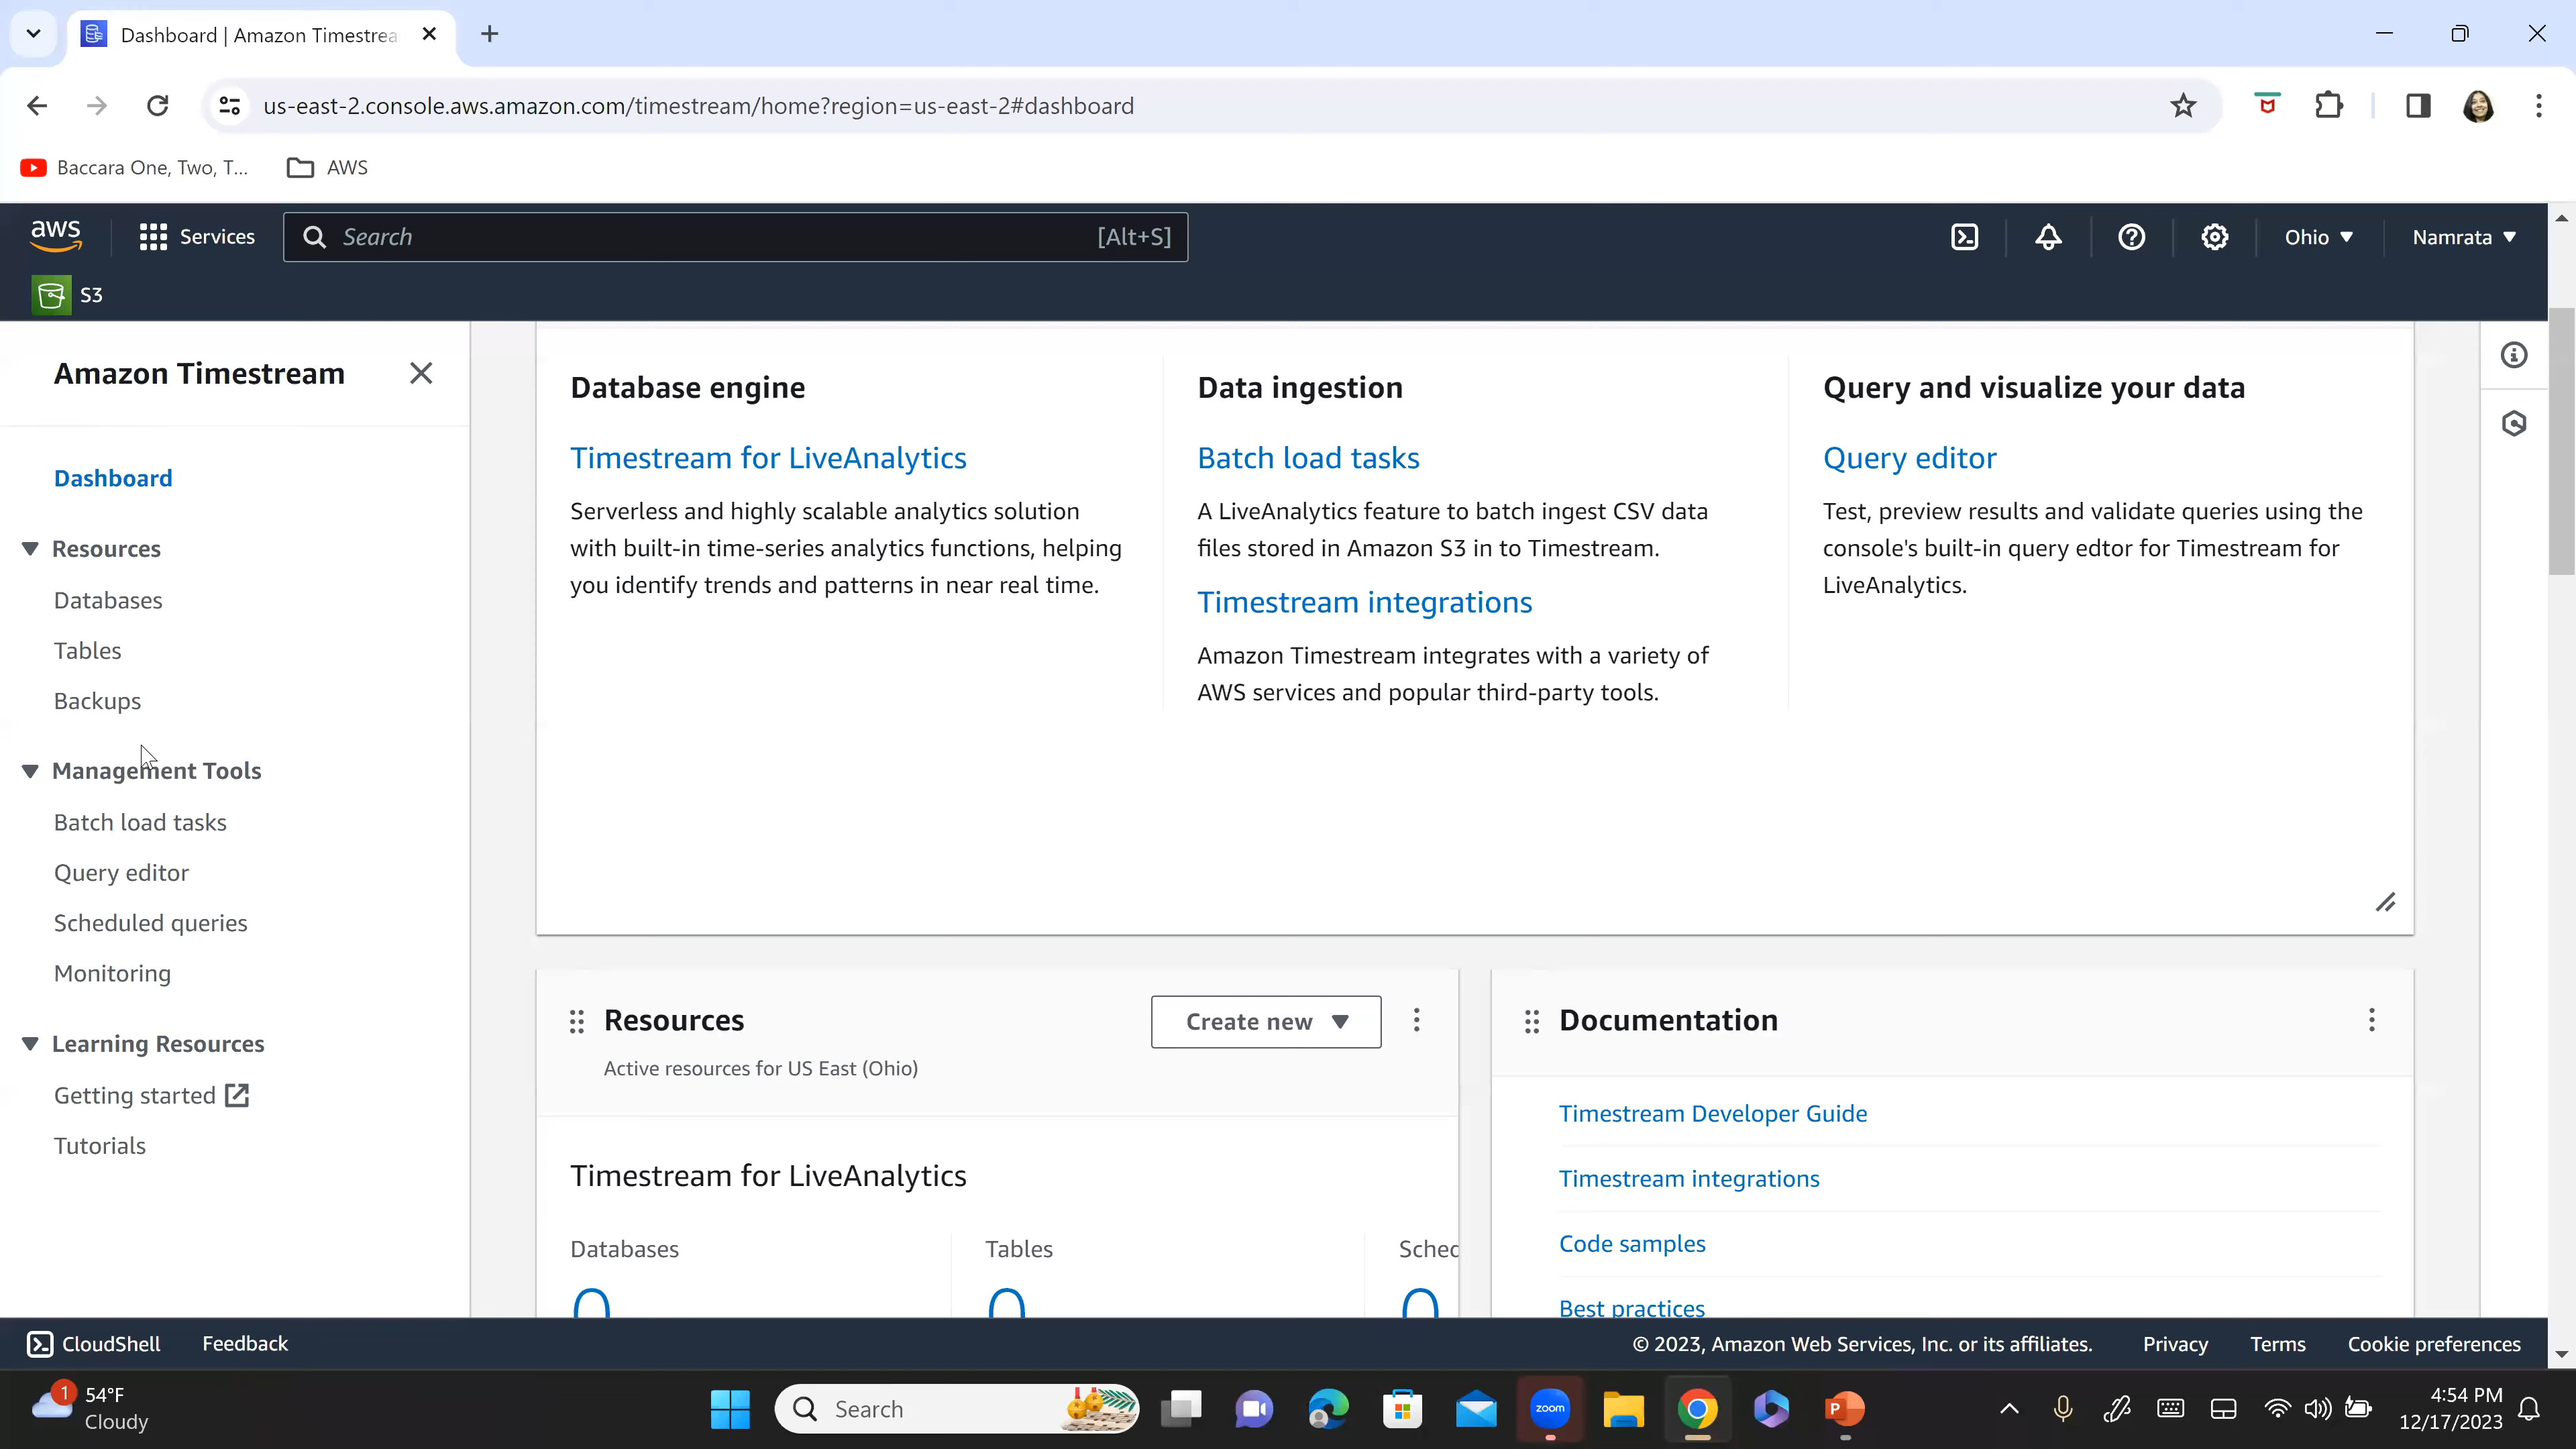 Dashboard | Amazon Timestrea
us-east-2.console.aws.amazon.com/timestream/home?region=us-east-2#dashboard
Baccara One, Two, T...
AWS
aws
Services
Search
[Alt+S]
Ohio
Namrata
S3
Amazon Timestream
Dashboard
Resources
Databases
Tables
Backups
Management Tools
Batch load tasks
Query editor
Scheduled queries
Monitoring
Learning Resources
Getting started
Tutorials
Database engine
Timestream for LiveAnalytics
Serverless and highly scalable analytics solution
with built-in time-series analytics functions, helping
you identify trends and patterns in near real time.
Data ingestion
Batch load tasks
A LiveAnalytics feature to batch ingest CSV data
files stored in Amazon S3 in to Timestream.
Timestream integrations
Amazon Timestream integrates with a variety of
AWS services and popular third-party tools.
Query and visualize your data
Query editor
Test, preview results and validate queries using the
console's built-in query edtor for Timestream for
LiveAnalytics.
Resources
Create new
Active resources for US East (Ohio)
Timestream for LiveAnalytics
Databases
Tables
Sched
0
0
0
Documentation
Timestream Developer Guide
Timestream integrations
Code samples
Best practices
CloudShell
Feedback
© 2023, Amazon Web Services, Inc. or its affiliates.
Privacy
Terms
Cookie preferences
1
54°F
Cloudy
Search
zoom
P
4:54 PM
12/17/2023